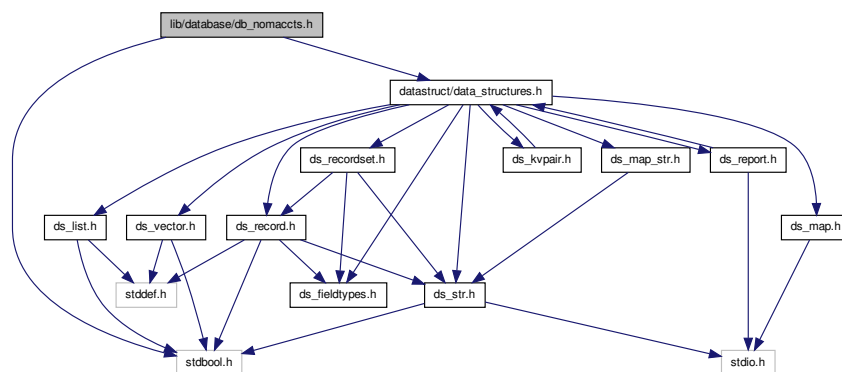 lib/database/db_nomaccts.h
datastruct/data_structures.h
ds_recordset.h
ds_kvpair.h
ds_map_str.h
ds_report.h
ds_list.h
ds_vector.h
ds_record.h
ds_map.h
stddef.h
ds_fieldtypes.h
ds_str.h
stdbool.h
stdio.h